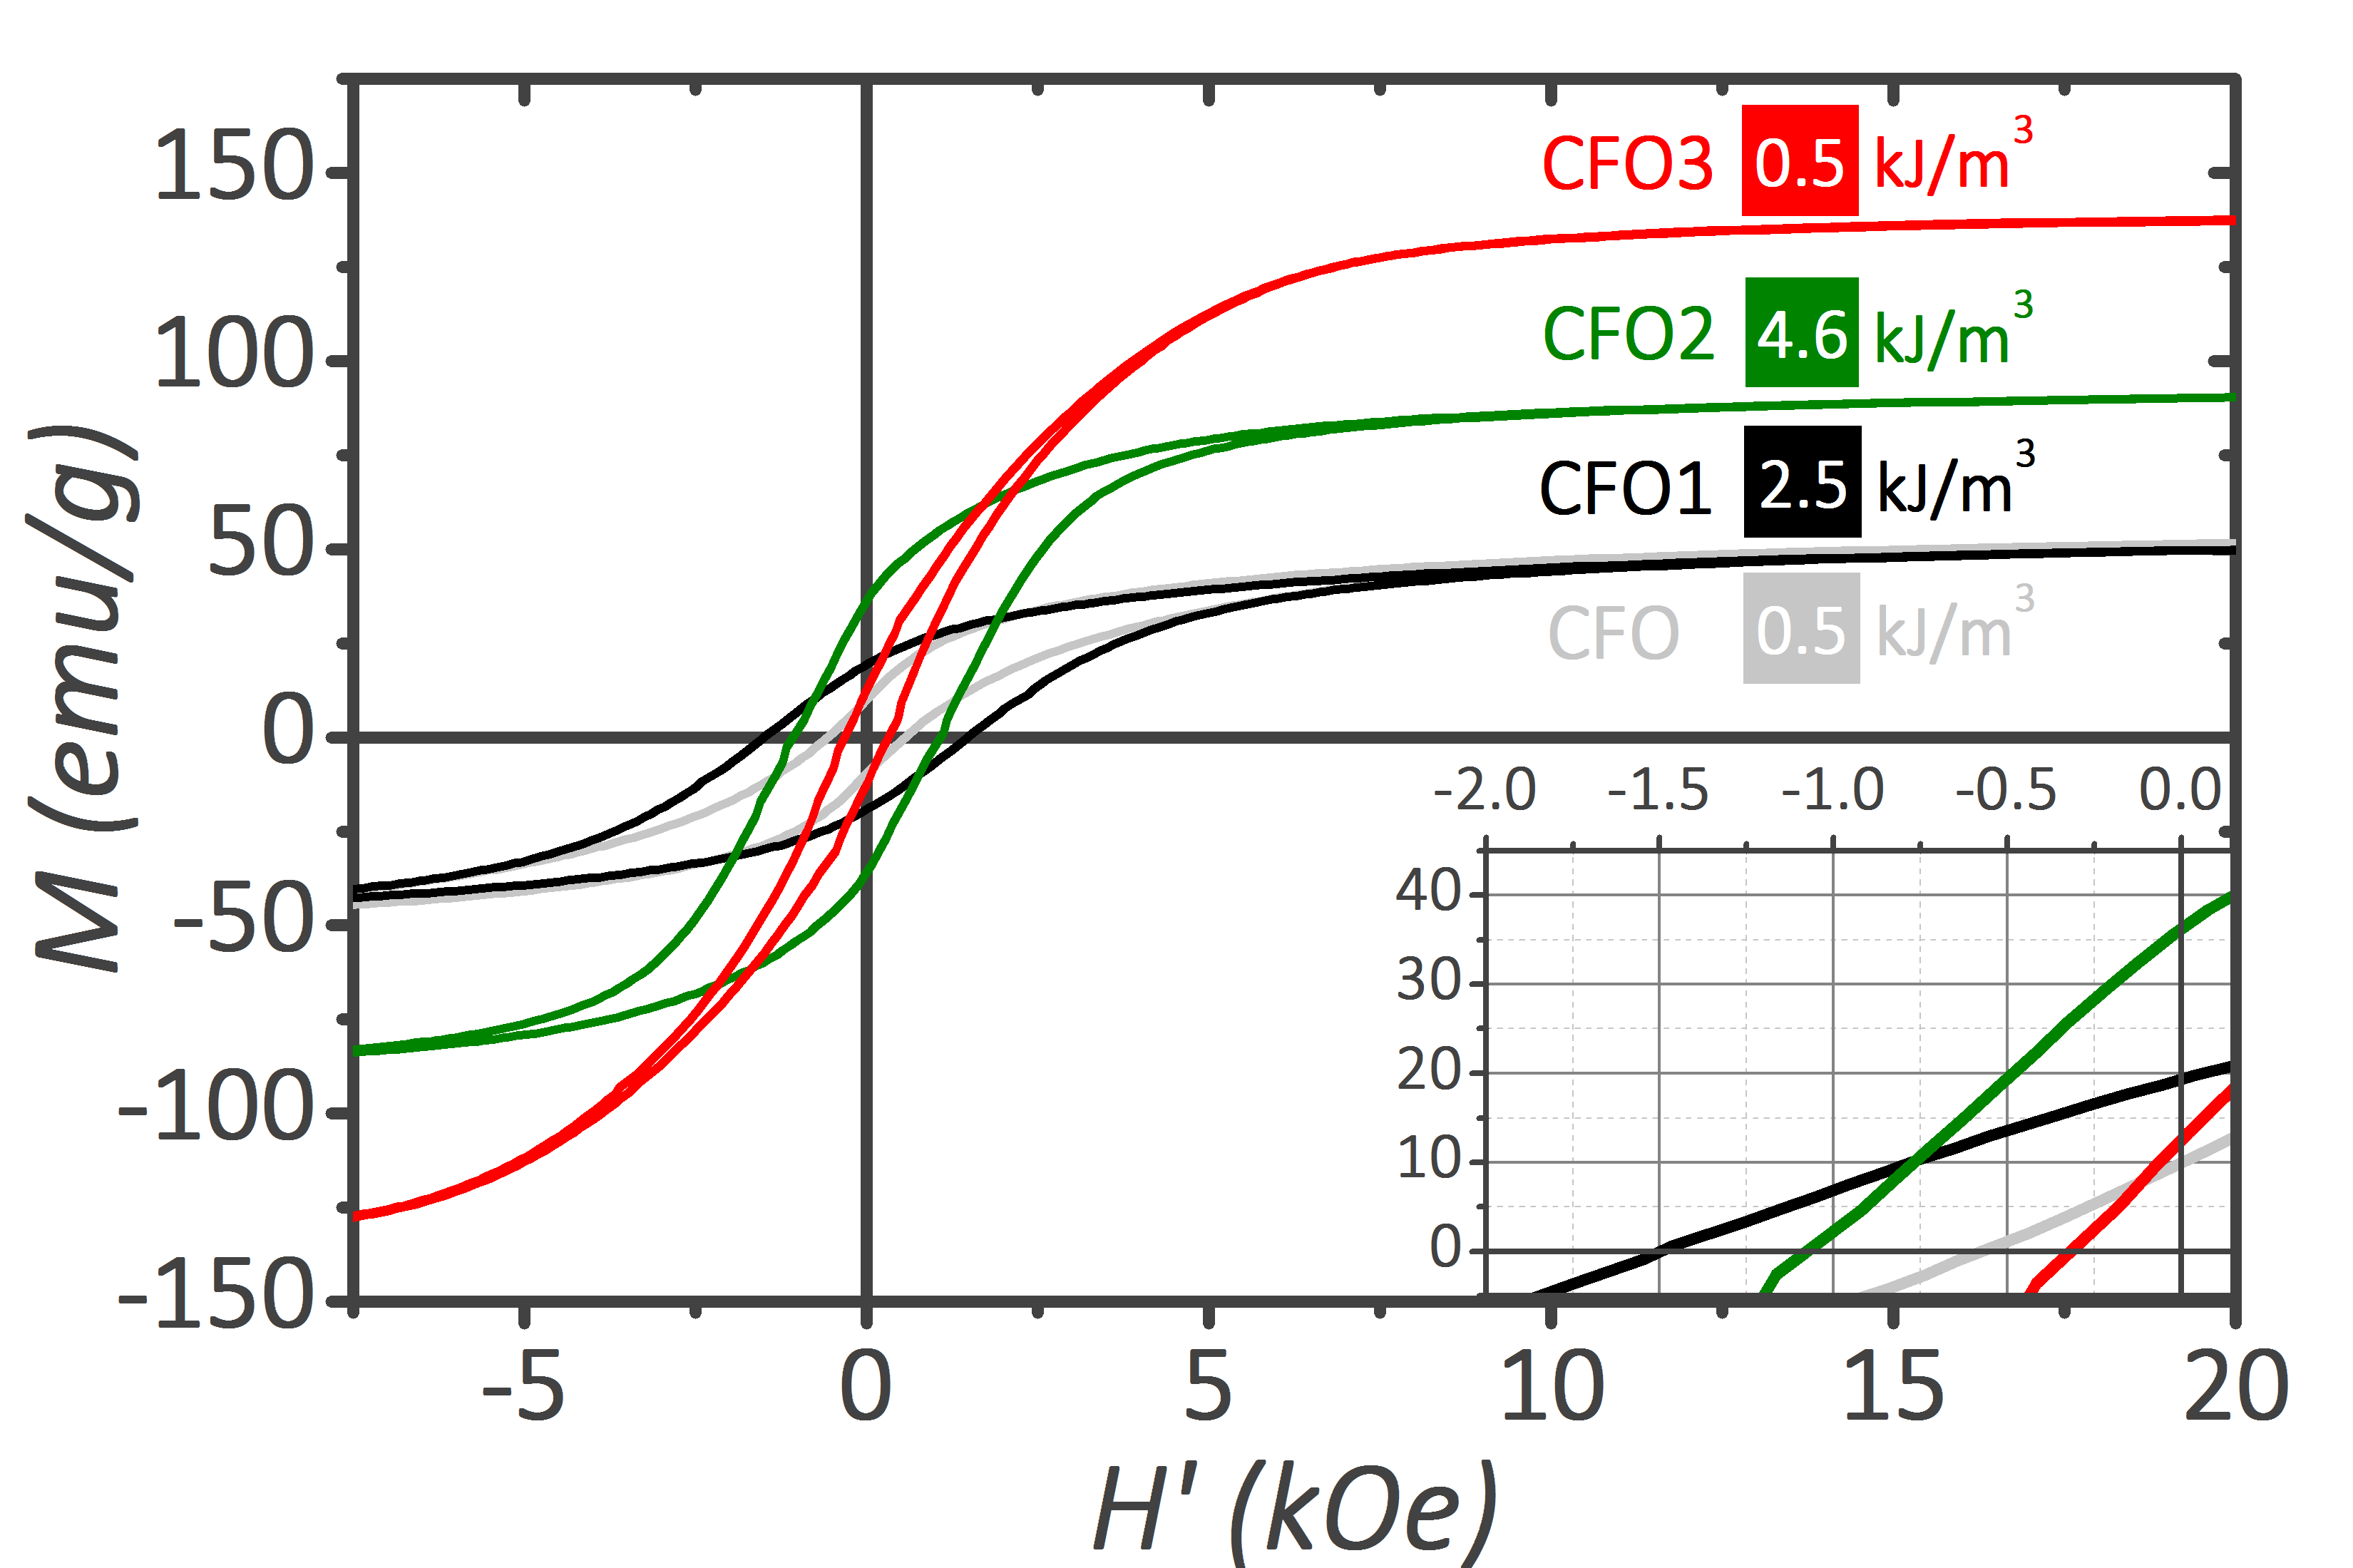 M (emu/g)
150
100
50
0
-50
-100
-150
CFO3 0.5 kJ/m³
CFO2 4.6 kJ/m³
CFO1 2.5 kJ/m³
CFO 0.5 kJ/m³
-2.0 -1.5 -1.0 -0.5 0.0
40
30
20
10
0
-5 0 5 10 15 20
H' (kOe)